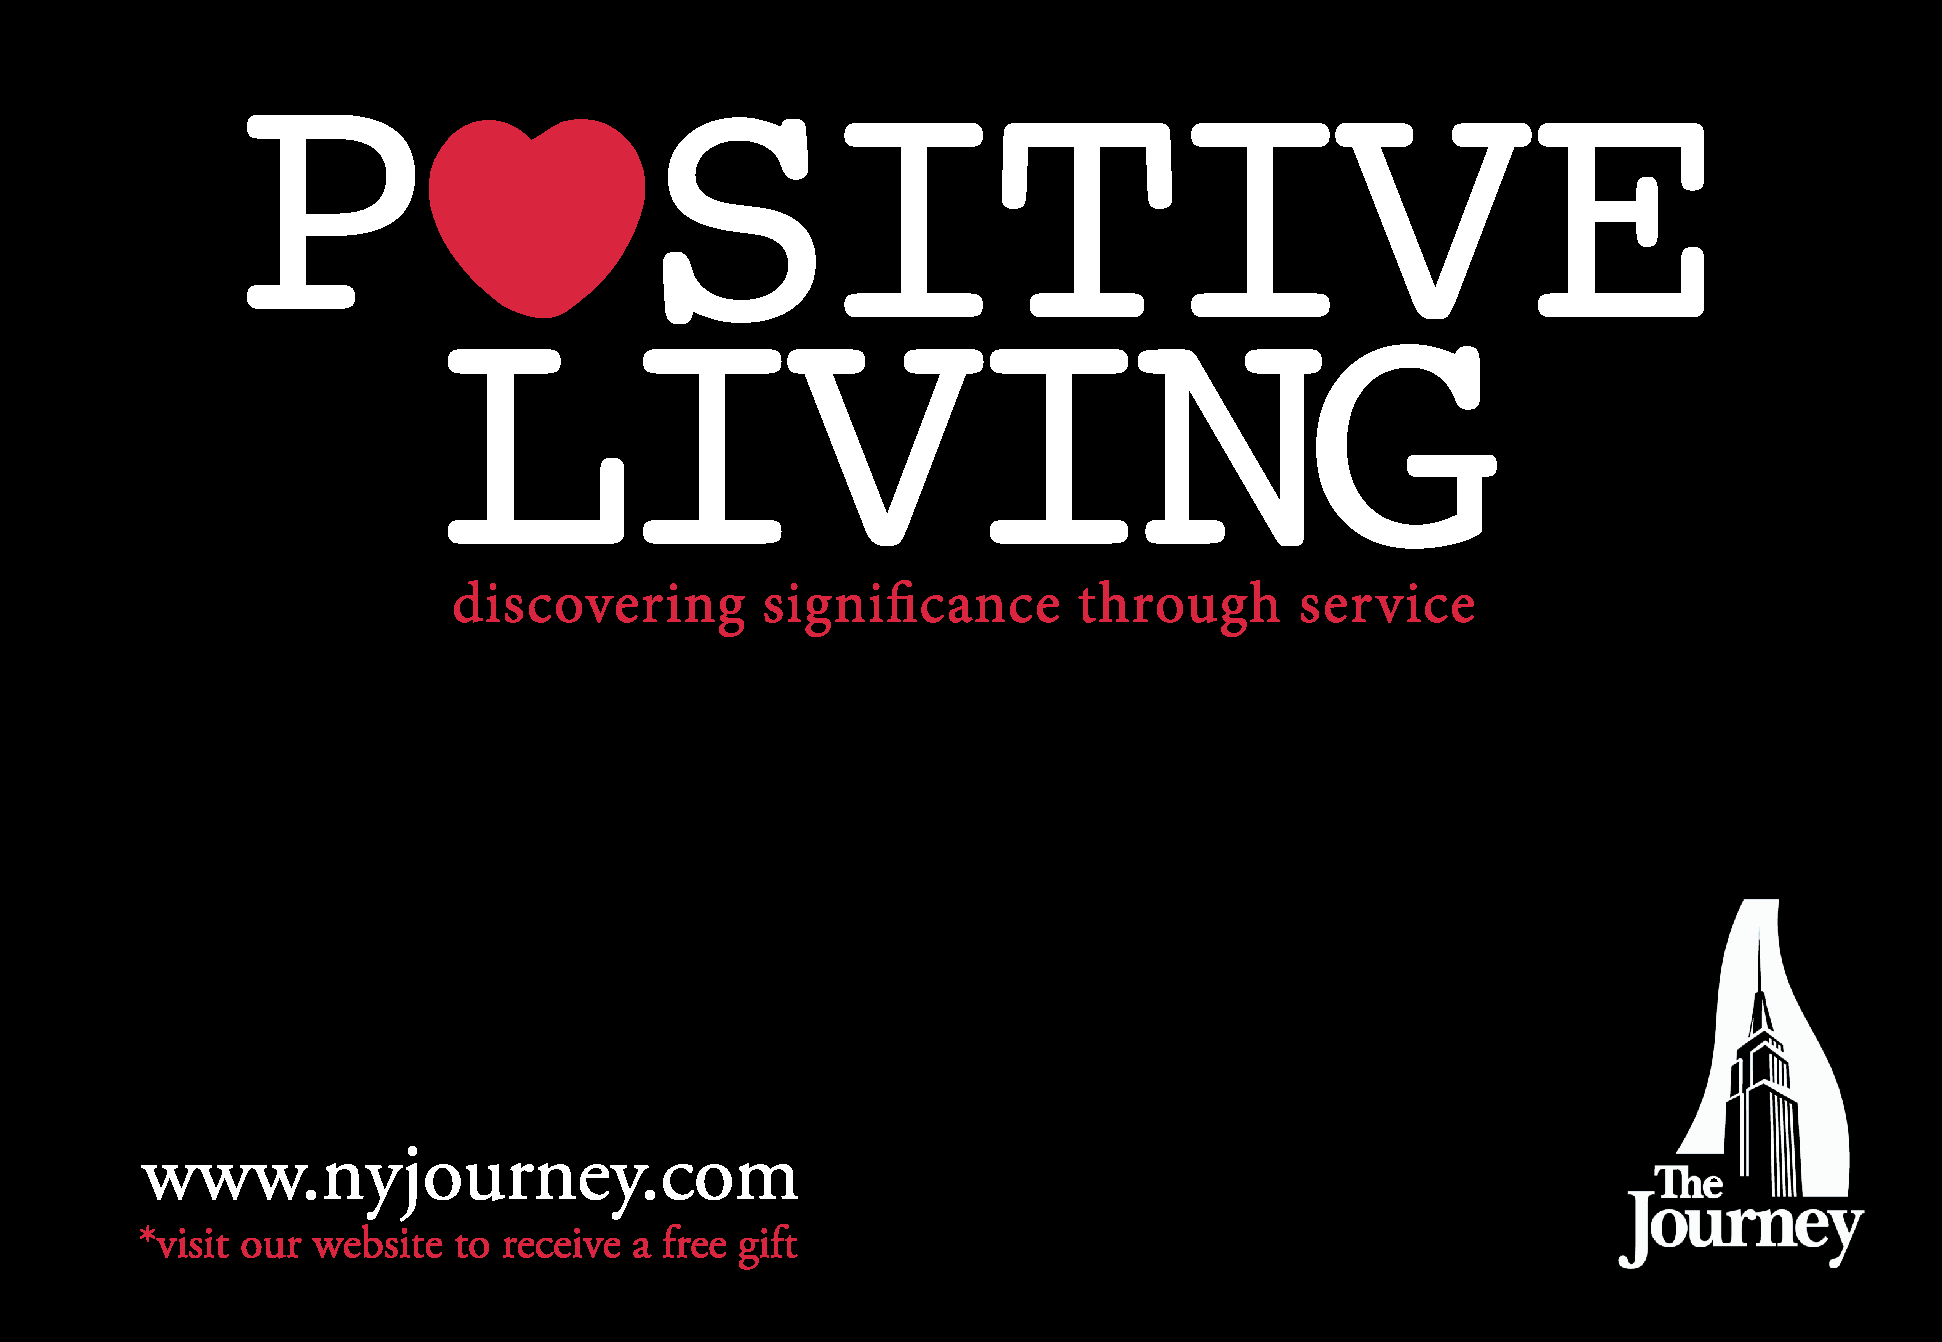 POSITIVE
LIVING
discovering significance through service
www.nyjourney.com
*visit our website to receive a free gift
The
Journey